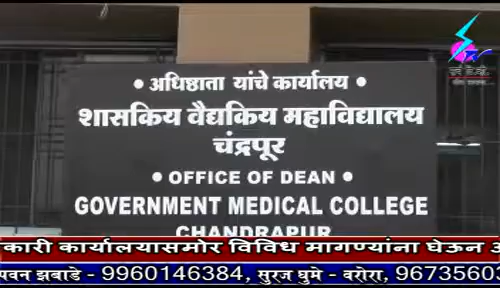 • अधिष्ठाता यांचे कार्यालय •
शासकिय वैद्यकिय महाविद्यालय
चंद्रपूर
• OFFICE OF DEAN •
GOVERNMENT MEDICAL COLLEGE
CHANDRAPUR
कार्यालयासमोर विविध मागण्यांना घेऊन
पवन झबाडे - 9960146384, सुरज घुमे - वरोरा, 96735603